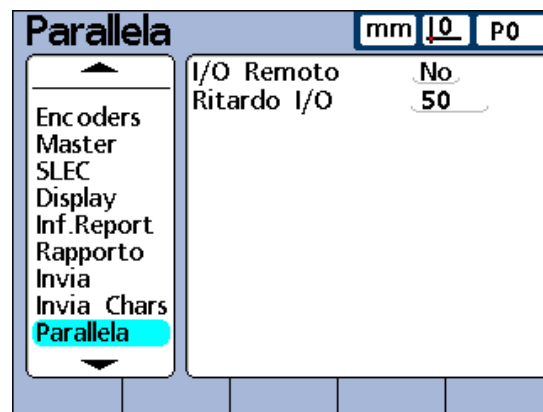 Parallela
mm 0 P0
I/O Remoto No
Ritardo I/O 50
Encoders
Master
SLEC
Display
Inf.Report
Rapporto
Invia
Invia Chars
Parallela